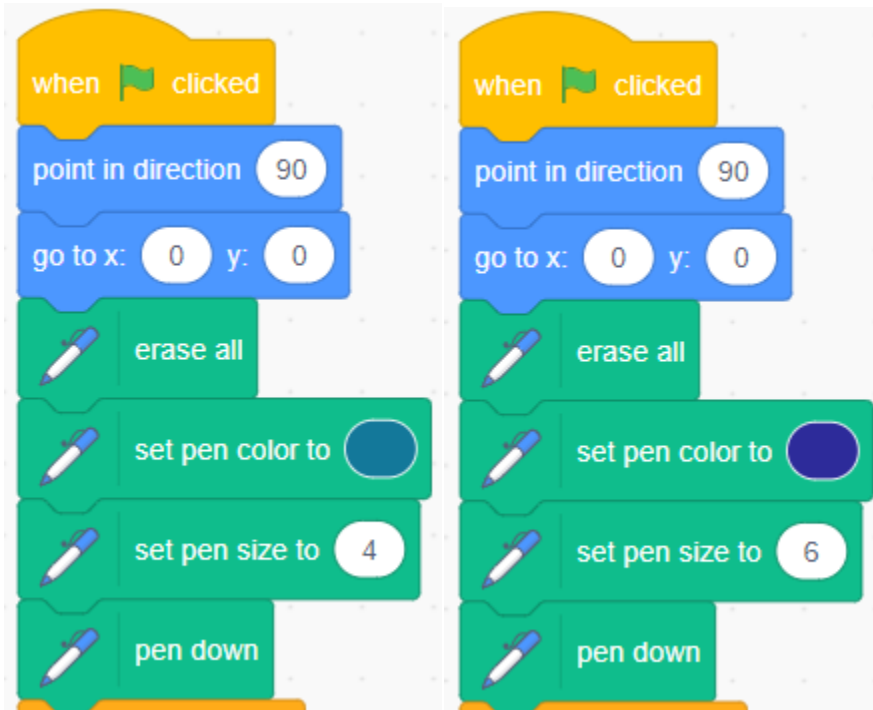 when clicked
point in direction 90
go to x: 0 y: 0
erase all
set pen color to
set pen size to 4
pen down
when clicked
point in direction 90
go to x: 0 y: 0
erase all
set pen color to
set pen size to 6
pen down